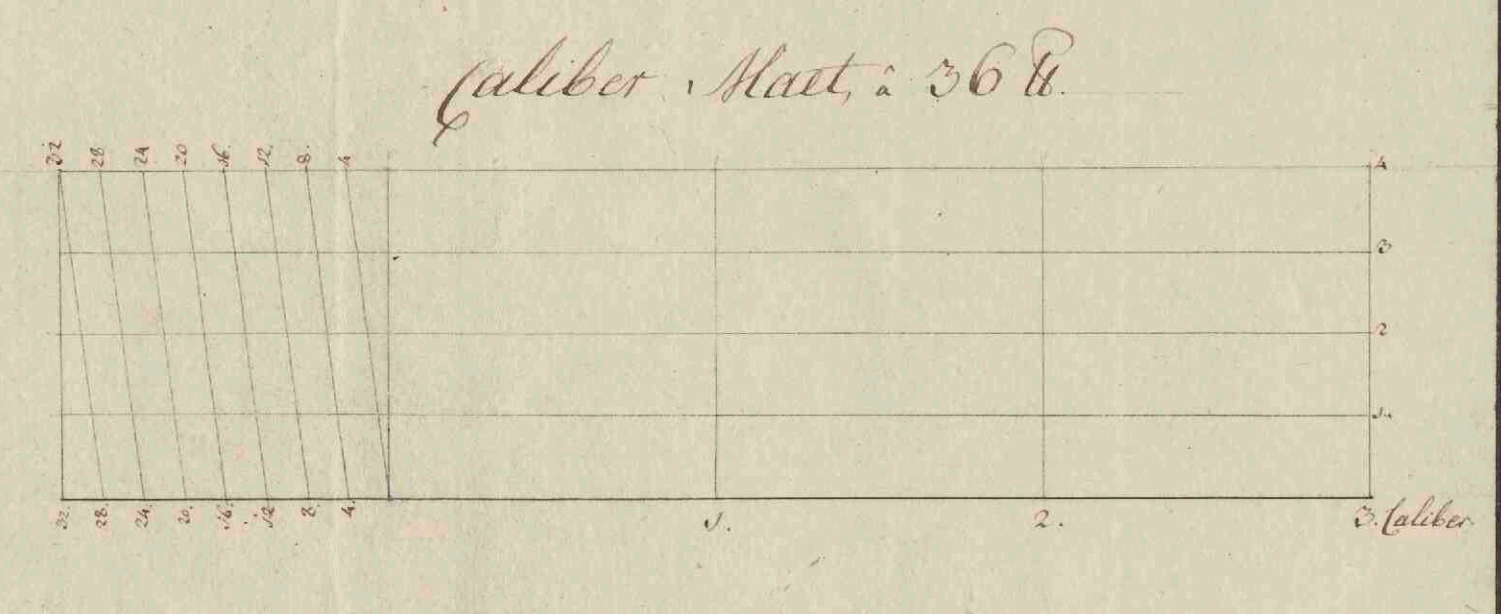 Caliber Maet, â 36 ℔.
32 28 24 20 16. 12. 8. 4
4
3
2
1.
32. 28. 24. 20. 16. 12 8. 4.
1. 2. 3. Caliber.